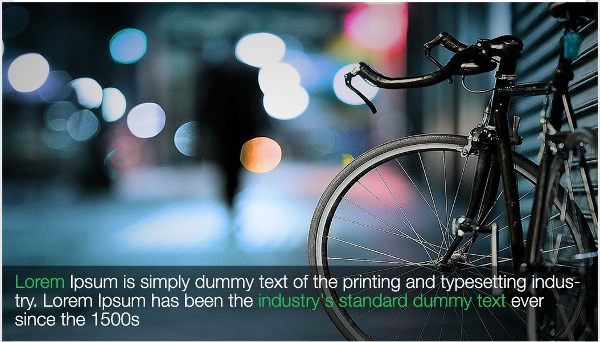 Lorem Ipsum is simply dummy text of the printing and typesetting indus-
try. Lorem Ipsum has been the industry's standard dummy text ever
since the 1500s